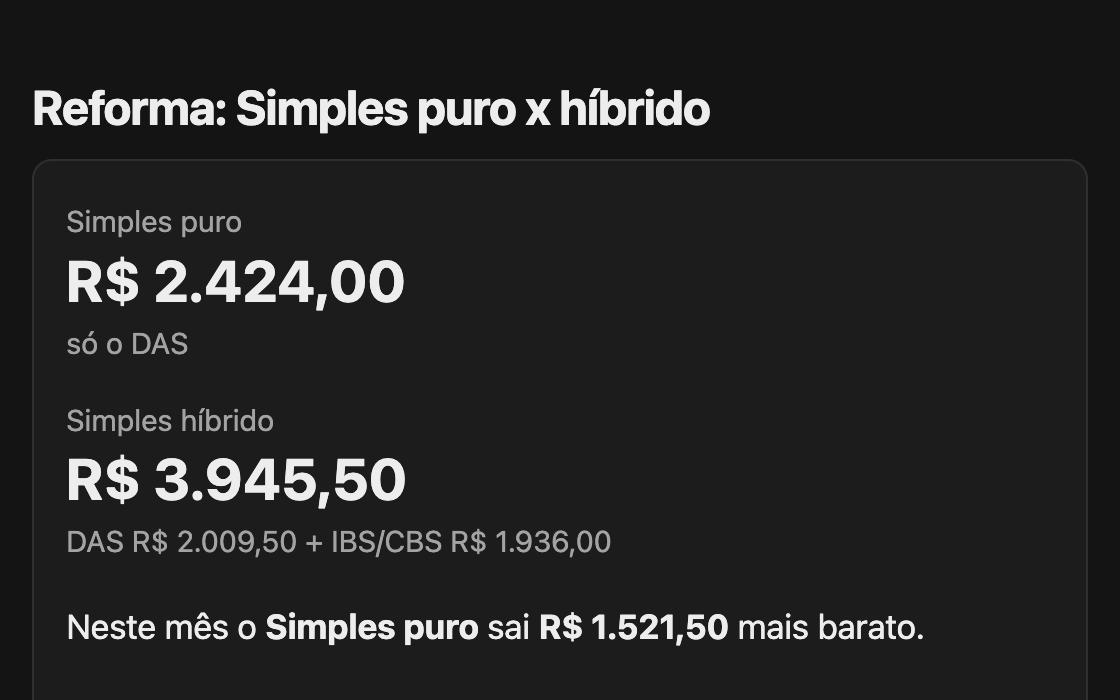 Reforma: Simples puro x híbrido
Simples puro
R$ 2.424,00
só o DAS
Simples híbrido
R$ 3.945,50
DAS R$ 2.009,50 + IBS/CBS R$ 1.936,00
Neste mês o Simples puro sai R$ 1.521,50 mais barato.